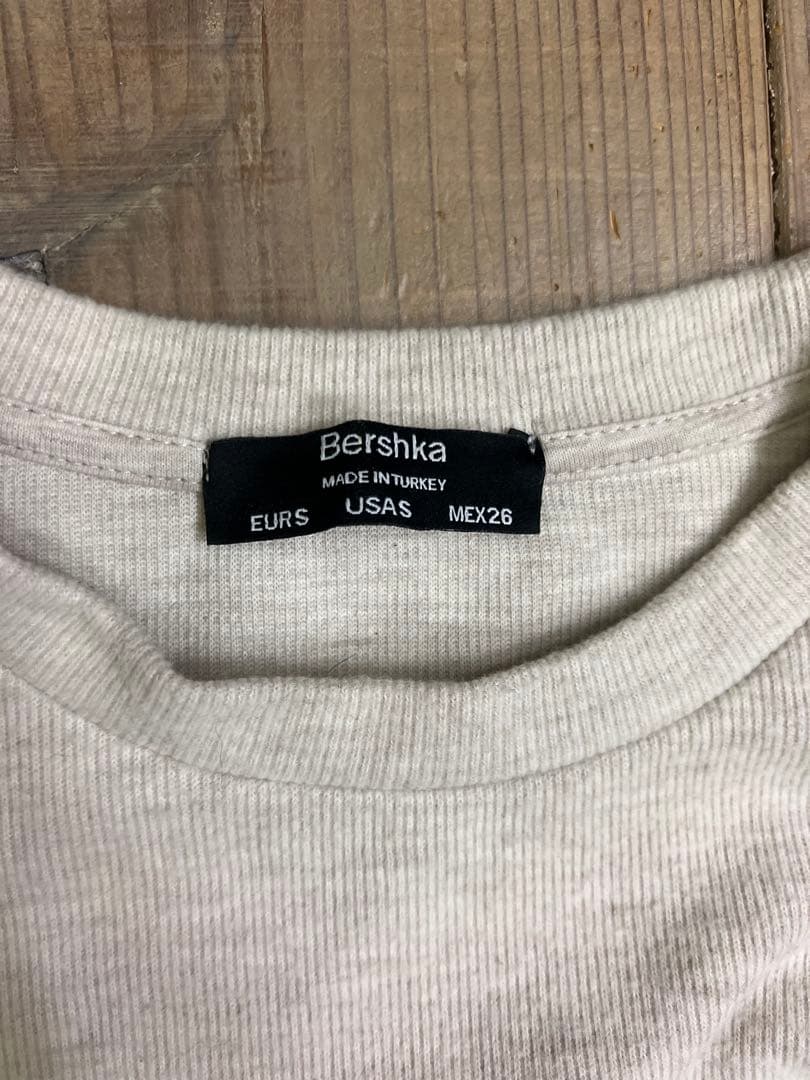 Bershka
MADE IN TURKEY
EUR S USA S MEX 26